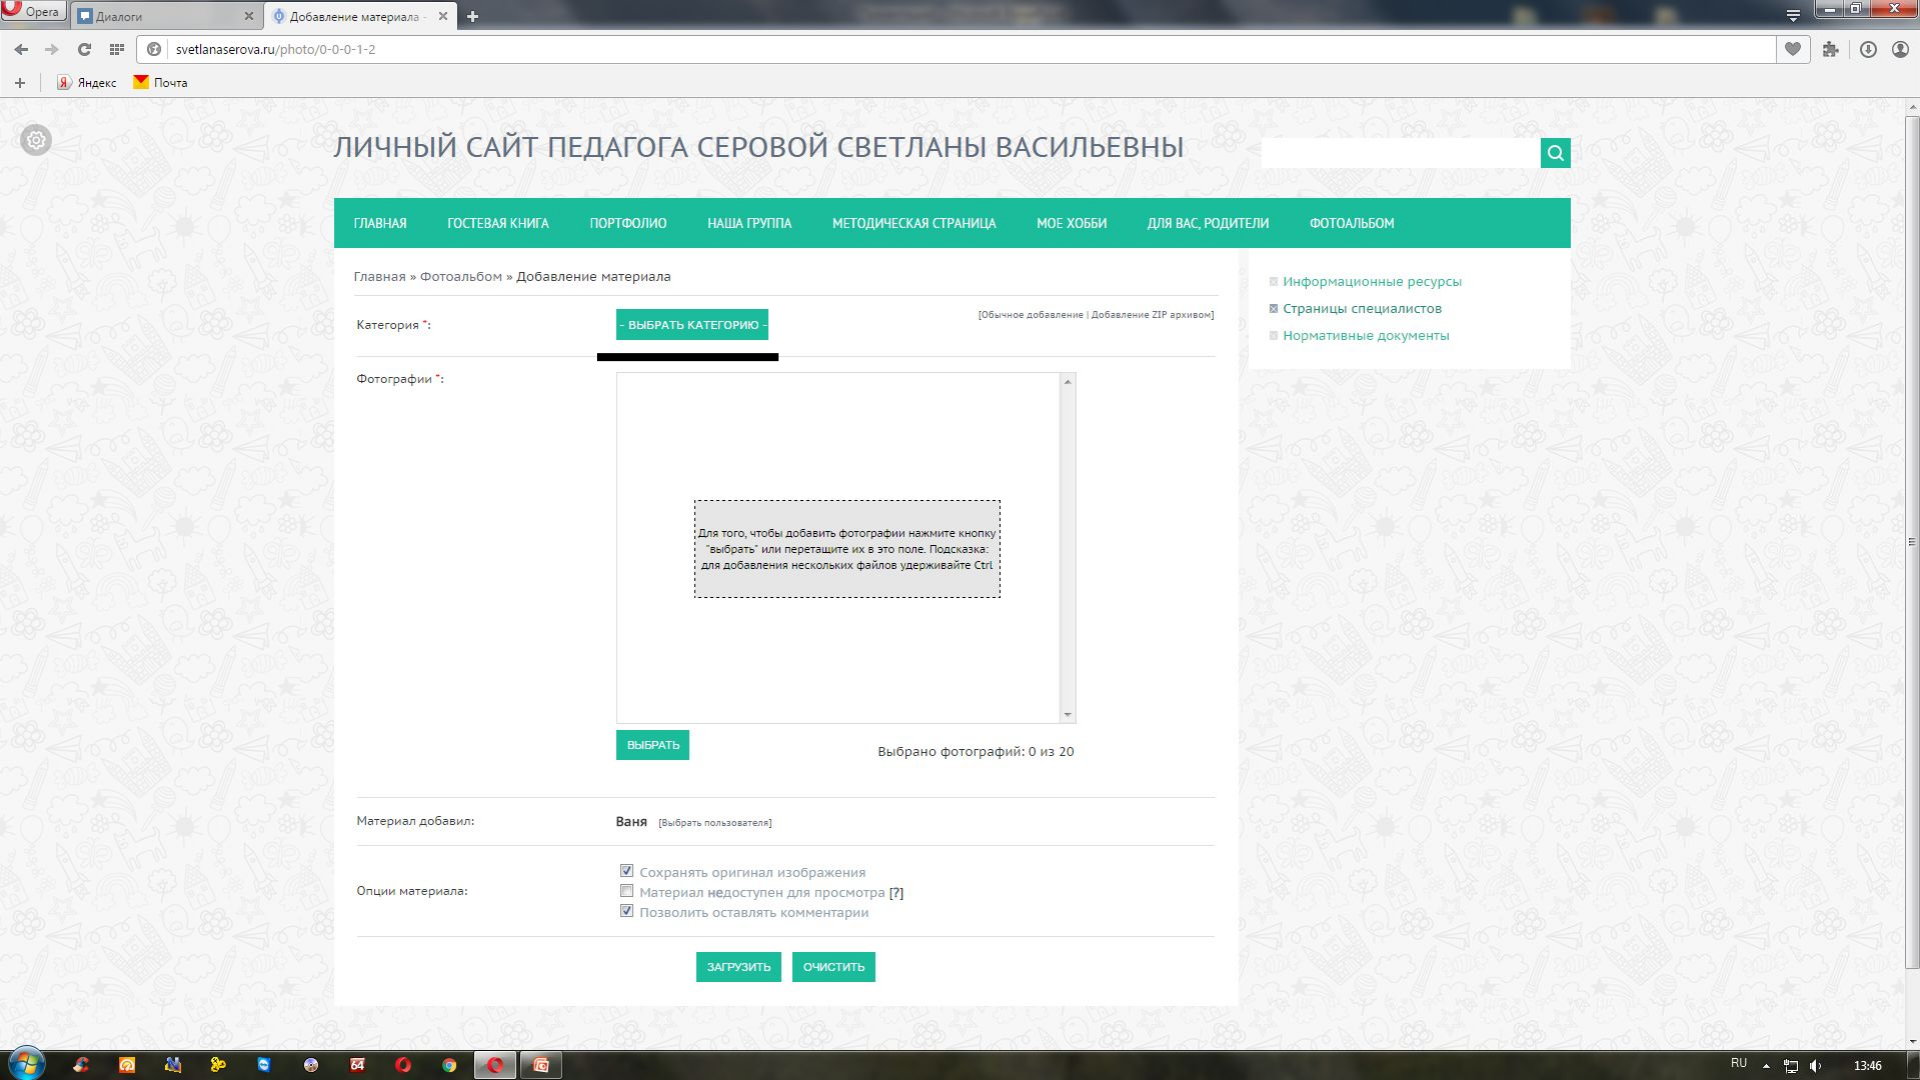 Opera
Диалоги
Добавление материала -
svetlanaserova.ru/photo/0-0-0-1-2
Яндекс
Почта
ЛИЧНЫЙ САЙТ ПЕДАГОГА СЕРОВОЙ СВЕТЛАНЫ ВАСИЛЬЕВНЫ
ГЛАВНАЯ ГОСТЕВАЯ КНИГА ПОРТФОЛИО НАША ГРУППА МЕТОДИЧЕСКАЯ СТРАНИЦА МОЕ ХОББИ ДЛЯ ВАС, РОДИТЕЛИ ФОТОАЛЬБОМ
Главная » Фотоальбом » Добавление материала
Категория *:
- ВЫБРАТЬ КАТЕГОРИЮ -
[Обычное добавление | Добавление ZIP архивом]
Фотографии *:
Для того, чтобы добавить фотографии нажмите кнопку
"выбрать" или перетащите их в это поле. Подсказка:
для добавления нескольких файлов удерживайте Ctrl
ВЫБРАТЬ
Выбрано фотографий: 0 из 20
Материал добавил:
Ваня [Выбрать пользователя]
Опции материала:
Сохранять оригинал изображения
Материал недоступен для просмотра [?]
Позволить оставлять комментарии
ЗАГРУЗИТЬ ОЧИСТИТЬ
Информационные ресурсы
Страницы специалистов
Нормативные документы
64
RU
13:46